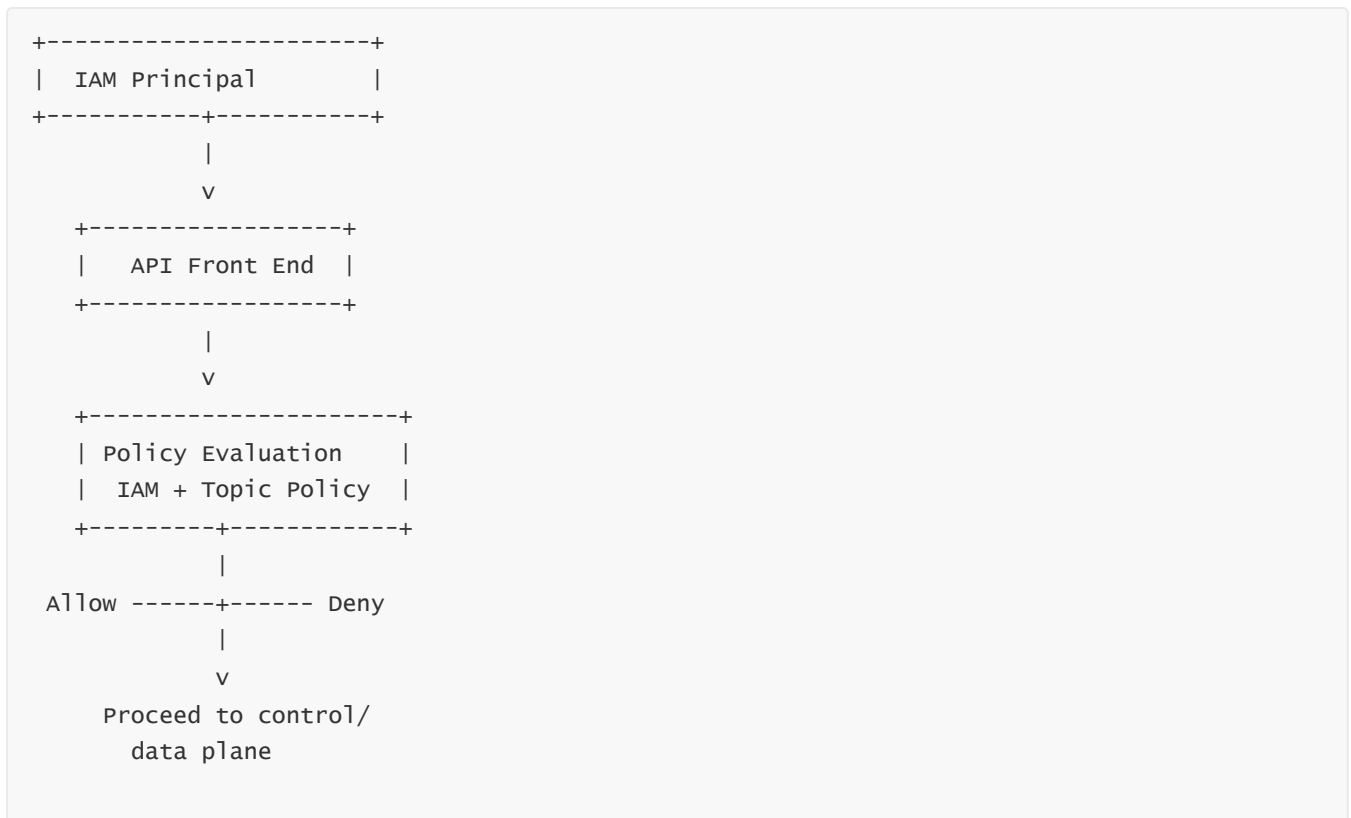 +-----------------------+
|  IAM Principal        |
+-----------+-----------+
            |
            v
   +------------------+
   |   API Front End  |
   +------------------+
            |
            v
   +----------------------+
   | Policy Evaluation    |
   |  IAM + Topic Policy  |
   +---------+------------+
             |
 Allow ------+------ Deny
             |
             v
     Proceed to control/
       data plane